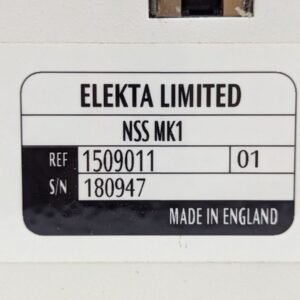 ELEKTA LIMITED
NSS MK1
REF 1509011 01
S/N 180947
MADE IN ENGLAND